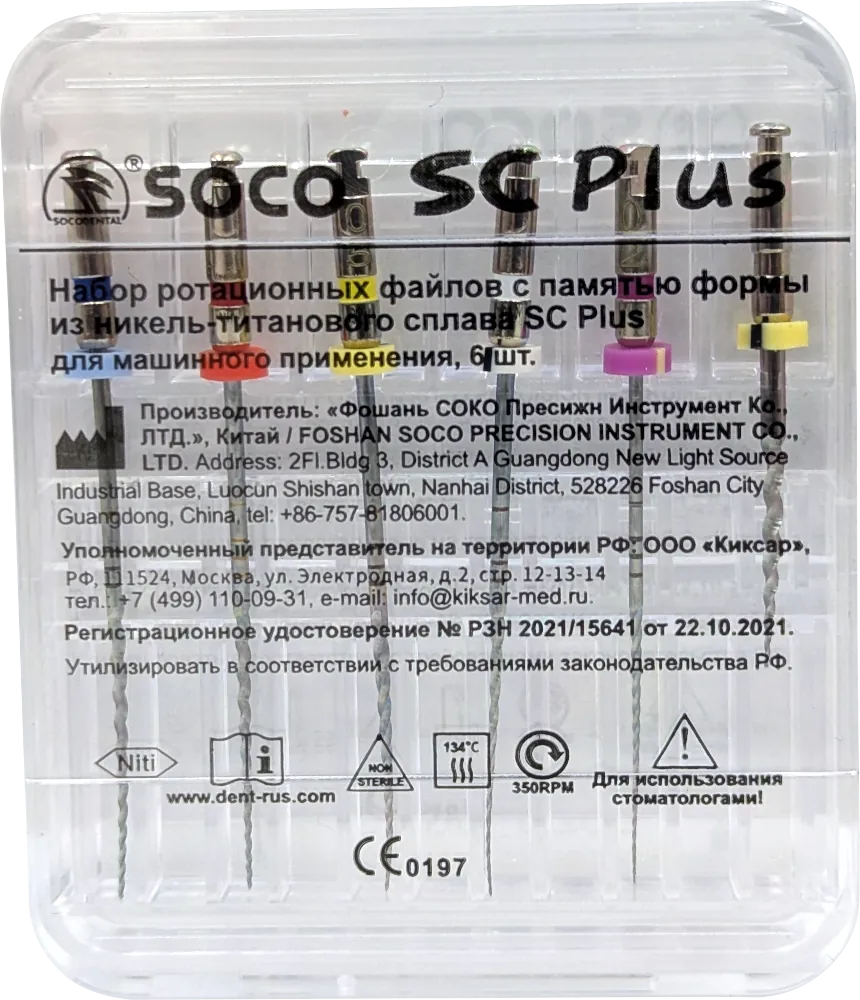 SOCODENTAL
® SOCO SC Plus
Набор ротационных файлов с памятью формы
из никель-титанового сплава SC Plus
для машинного применения, 6 шт.
Производитель: «Фошань СОКО Пресижн Инструмент Ко.,
ЛТД.», Китай / FOSHAN SOCO PRECISION INSTRUMENT CO.,
LTD. Address: 2Fl.Bldg 3, District A Guangdong New Light Source
Industrial Base, Luocun Shishan town, Nanhai District, 528226 Foshan City
Guangdong, China, tel: +86-757-81806001.
Уполномоченный представитель на территории РФ: ООО «Киксар»,
РФ, 111524, Москва, ул. Электродная, д.2, стр. 12-13-14
тел.: +7 (499) 110-09-31, e-mail: info@kiksar-med.ru.
Регистрационное удостоверение № РЗН 2021/15641 от 22.10.2021.
Утилизировать в соответствии с требованиями законодательства РФ.
Niti
i
www.dent-rus.com
NON
STERILE
134°C
350RPM
!
Для использования
стоматологами!
CE 0197